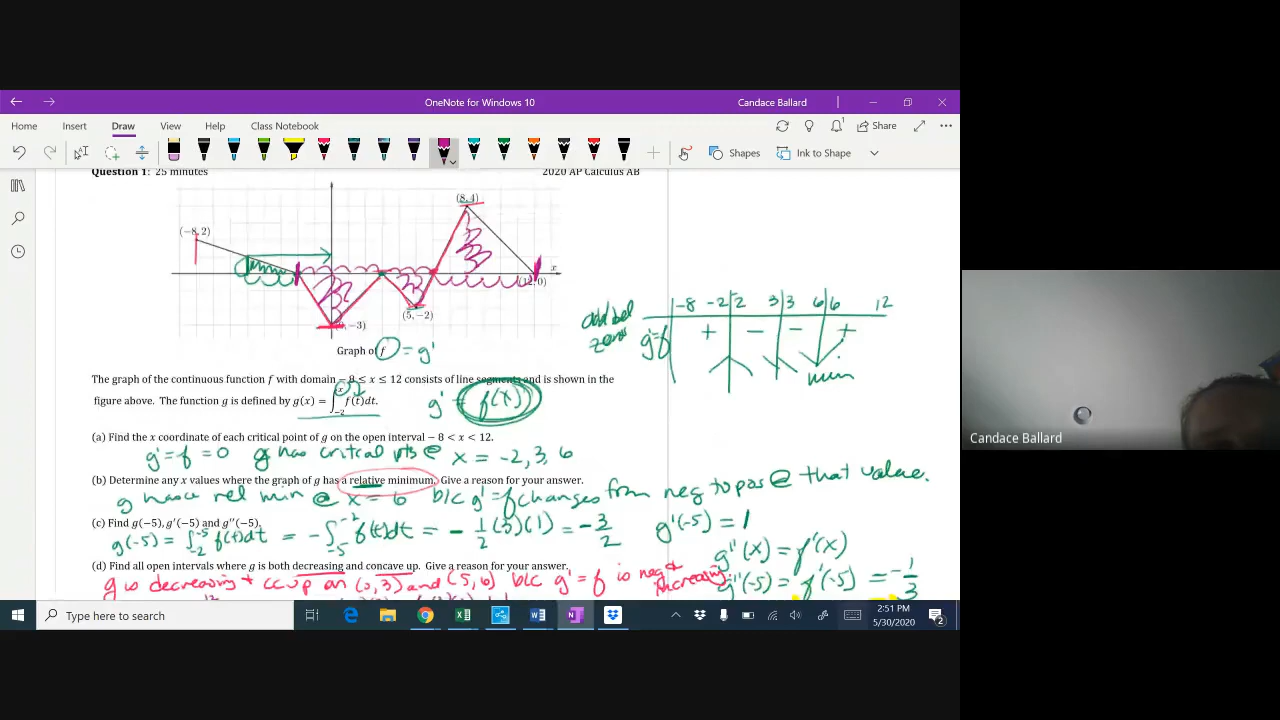 OneNote for Windows 10
Candace Ballard
Home Insert Draw View Help Class Notebook
Share
Shapes
Ink to Shape
Question 1: 25 minutes
2020 AP Calculus AB
(8,4)
(−8,2)
x
(12,0)
(5,−2)
,−3)
Graph of f = g'
-8 -2 2 3 3 6 6 12
zeros g'=f + − − +
min
The graph of the continuous function f with domain −8 ≤ x ≤ 12 consists of line segments and is shown in the
figure above. The function g is defined by g(x) = ∫_{-2}^{x} f(t)dt.
g' = f(x)
(a) Find the x coordinate of each critical point of g on the open interval −8 < x < 12.
g'=f=0 g has critical pts @ x = -2, 3, 6
(b) Determine any x values where the graph of g has a relative minimum. Give a reason for your answer.
g has a rel min @ x = 6 b/c g'=f changes from neg to pos @ that value.
(c) Find g(−5), g′(−5) and g′′(−5).
g(-5) = ∫_{-2}^{-5} f(t)dt = -∫_{-5}^{-2} f(t)dt = -1/2 (3)(1) = -3/2
g'(-5) = 1
g''(x) = f'(x)
g''(-5) = f'(-5) = -1/3
(d) Find all open intervals where g is both decreasing and concave up. Give a reason for your answer.
g is decreasing + ccup on (0,3) and (5,6) b/c g'=f is neg + increasing
Candace Ballard
Type here to search
2:51 PM
5/30/2020
2